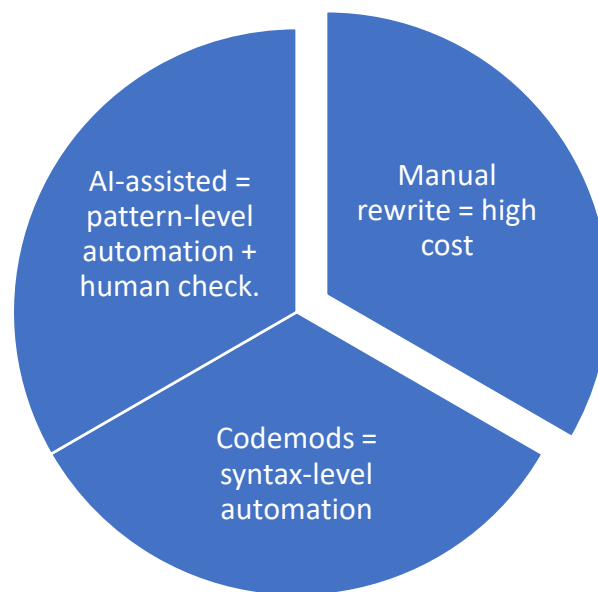 AI-assisted =
pattern-level
automation +
human check.
Manual
rewrite = high
cost
Codemods =
syntax-level
automation